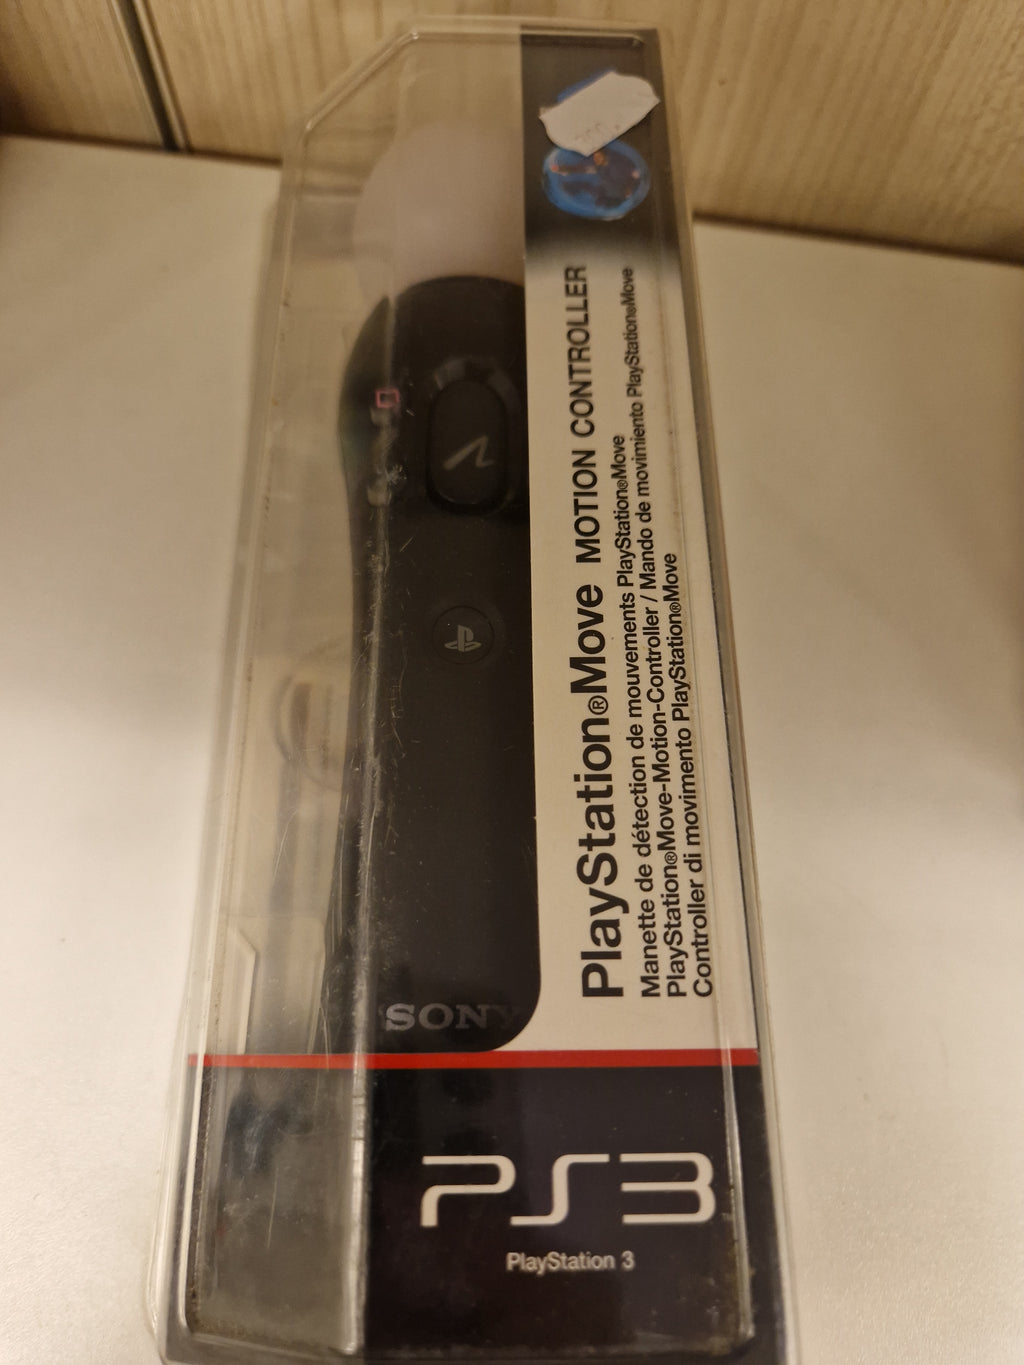 PlayStation®Move MOTION CONTROLLER
Manette de détection de mouvements PlayStation®Move
PlayStation®Move-Motion-Controller / Mando de movimiento PlayStation®Move
Controller di movimento PlayStation®Move
SONY
PS3
PlayStation 3